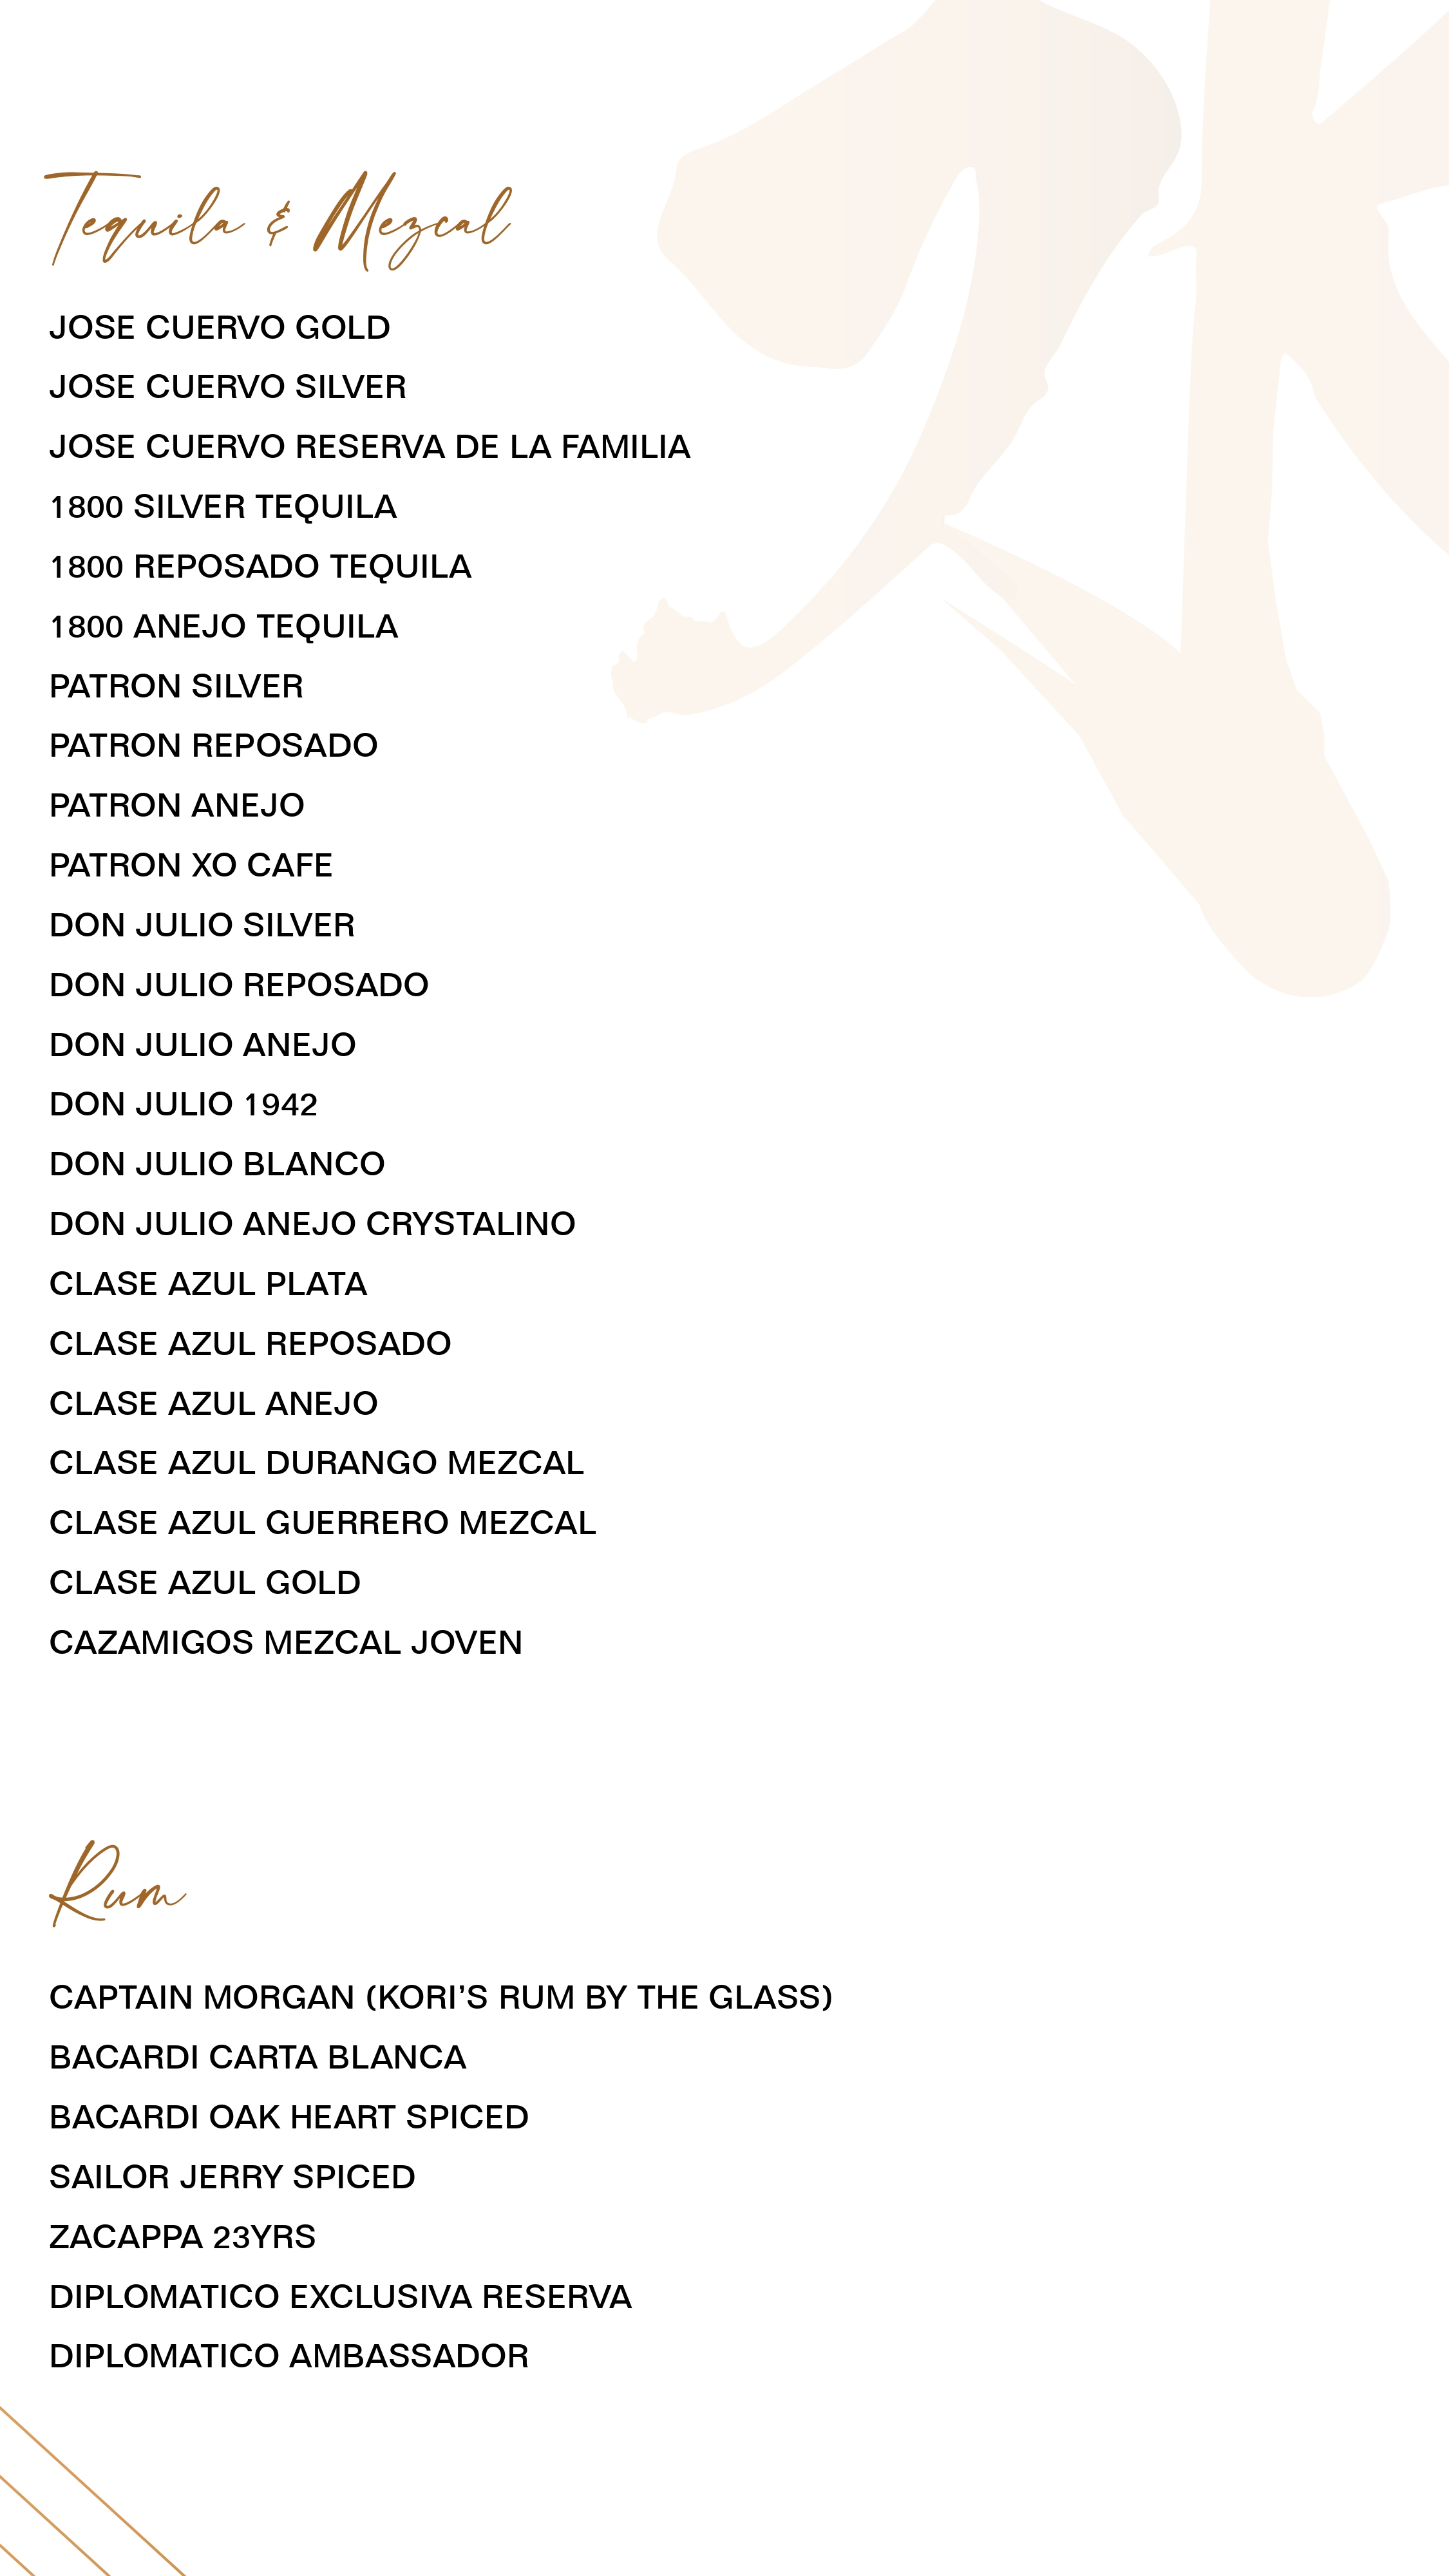 Tequila & Mezcal
JOSE CUERVO GOLD
JOSE CUERVO SILVER
JOSE CUERVO RESERVA DE LA FAMILIA
1800 SILVER TEQUILA
1800 REPOSADO TEQUILA
1800 ANEJO TEQUILA
PATRON SILVER
PATRON REPOSADO
PATRON ANEJO
PATRON XO CAFE
DON JULIO SILVER
DON JULIO REPOSADO
DON JULIO ANEJO
DON JULIO 1942
DON JULIO BLANCO
DON JULIO ANEJO CRYSTALINO
CLASE AZUL PLATA
CLASE AZUL REPOSADO
CLASE AZUL ANEJO
CLASE AZUL DURANGO MEZCAL
CLASE AZUL GUERRERO MEZCAL
CLASE AZUL GOLD
CAZAMIGOS MEZCAL JOVEN
Rum
CAPTAIN MORGAN (KORI’S RUM BY THE GLASS)
BACARDI CARTA BLANCA
BACARDI OAK HEART SPICED
SAILOR JERRY SPICED
ZACAPPA 23YRS
DIPLOMATICO EXCLUSIVA RESERVA
DIPLOMATICO AMBASSADOR